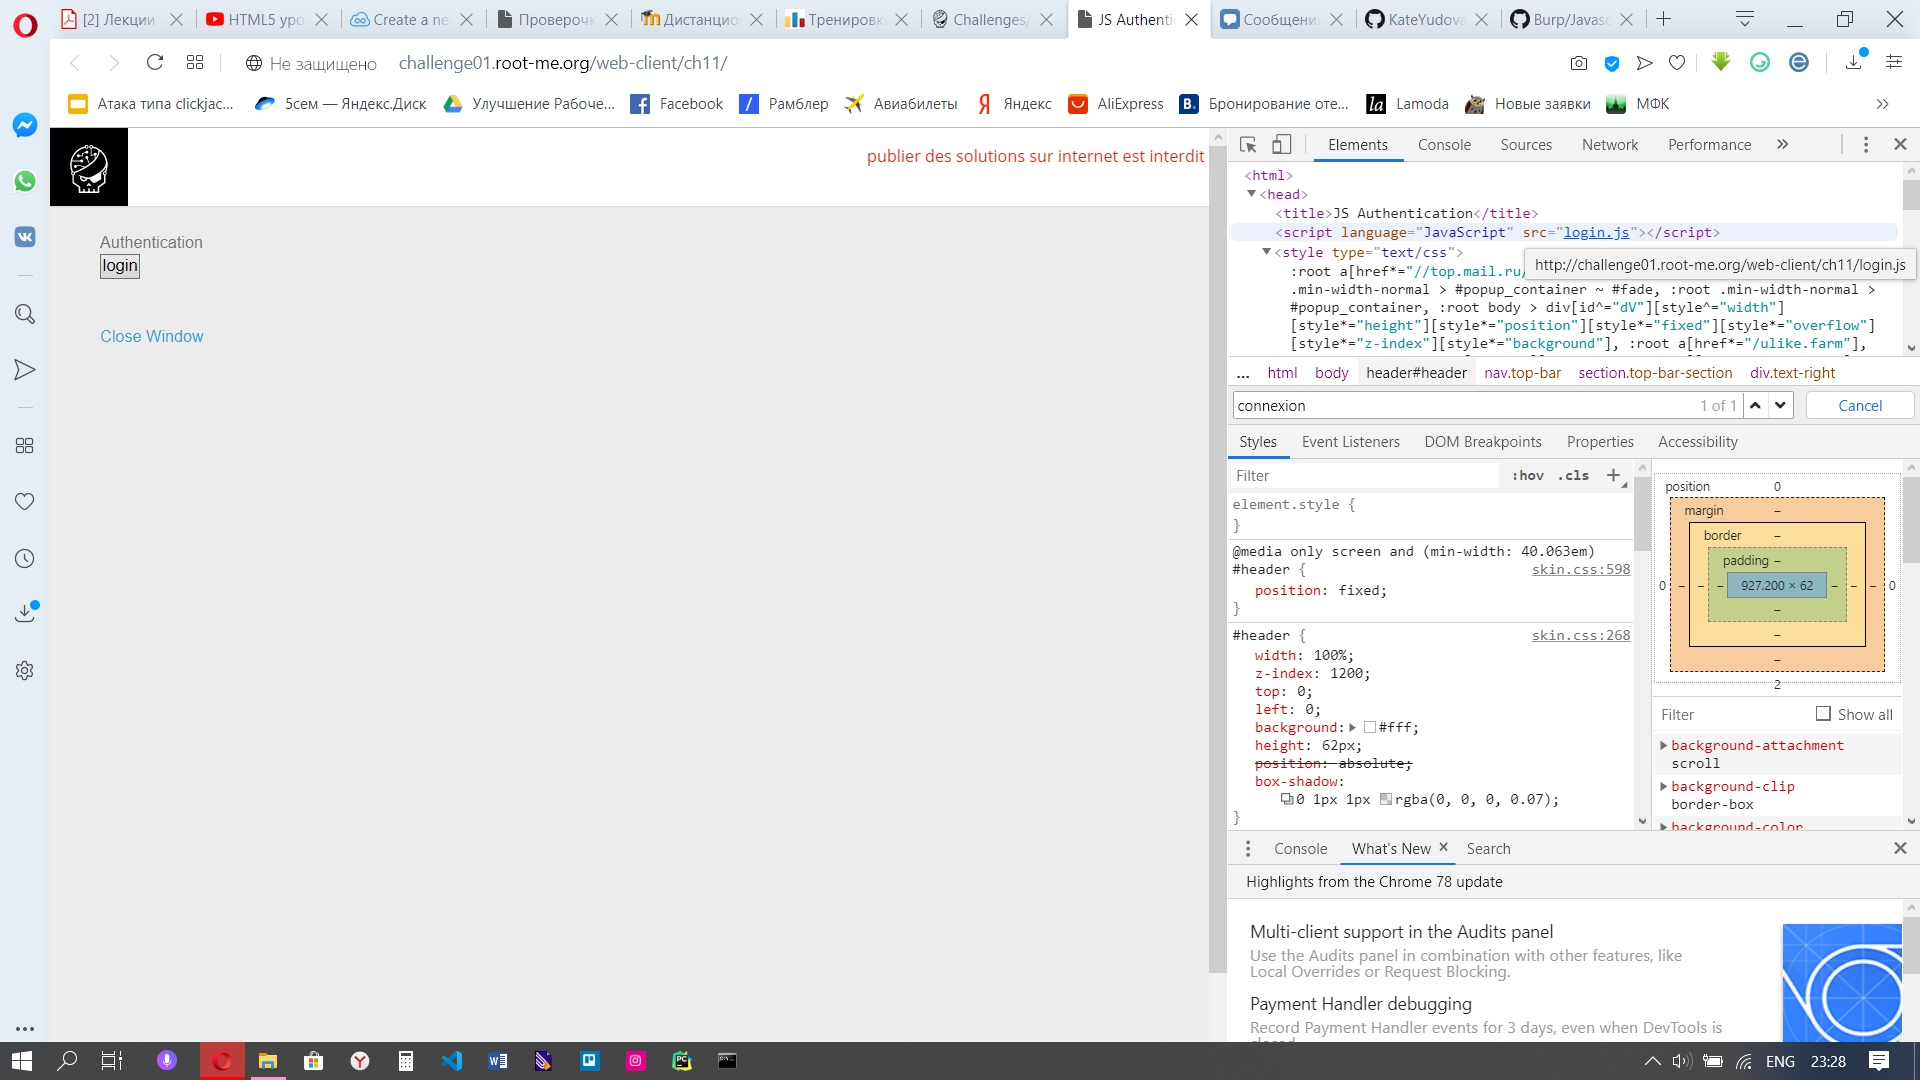 [2] Лекции
HTML5 уро
Create a ne
Проверочк
Дистанцио
Тренировк
Challenges/
JS Authenti
Сообщени
KateYudova
Burp/Javasc
Не защищено
challenge01.root-me.org/web-client/ch11/
Атака типа clickjac...
5сем — Яндекс.Диск
Улучшение Рабоче...
Facebook
Рамблер
Авиабилеты
Яндекс
AliExpress
Бронирование оте...
Lamoda
Новые заявки
МФК
publier des solutions sur internet est interdit
Authentication
login
Close Window
Elements
Console
Sources
Network
Performance
<html>
<head>
<title>JS Authentication</title>
<script language="JavaScript" src="login.js"></script>
<style type="text/css">
:root a[href*="//top.mail.ru/
http://challenge01.root-me.org/web-client/ch11/login.js
.min-width-normal > #popup_container ~ #fade, :root .min-width-normal >
#popup_container, :root body > div[id^="dV"][style^="width"]
[style*="height"][style*="position"][style*="fixed"][style*="overflow"]
[style*="z-index"][style*="background"], :root a[href*="/ulike.farm"],
... html body header#header nav.top-bar section.top-bar-section div.text-right
connexion
1 of 1
Cancel
Styles
Event Listeners
DOM Breakpoints
Properties
Accessibility
Filter
:hov .cls +
element.style {
}
@media only screen and (min-width: 40.063em)
#header {
skin.css:598
position: fixed;
}
#header {
skin.css:268
width: 100%;
z-index: 1200;
top: 0;
left: 0;
background: #fff;
height: 62px;
position: absolute;
box-shadow:
0 1px 1px rgba(0, 0, 0, 0.07);
}
position 0
margin –
border –
padding –
0 – – – 927.200 × 62 – – – 0
–
–
–
2
Filter
Show all
background-attachment
scroll
background-clip
border-box
background-color
Console
What's New
Search
Highlights from the Chrome 78 update
Multi-client support in the Audits panel
Use the Audits panel in combination with other features, like
Local Overrides or Request Blocking.
Payment Handler debugging
Record Payment Handler events for 3 days, even when DevTools is
closed.
ENG
23:28